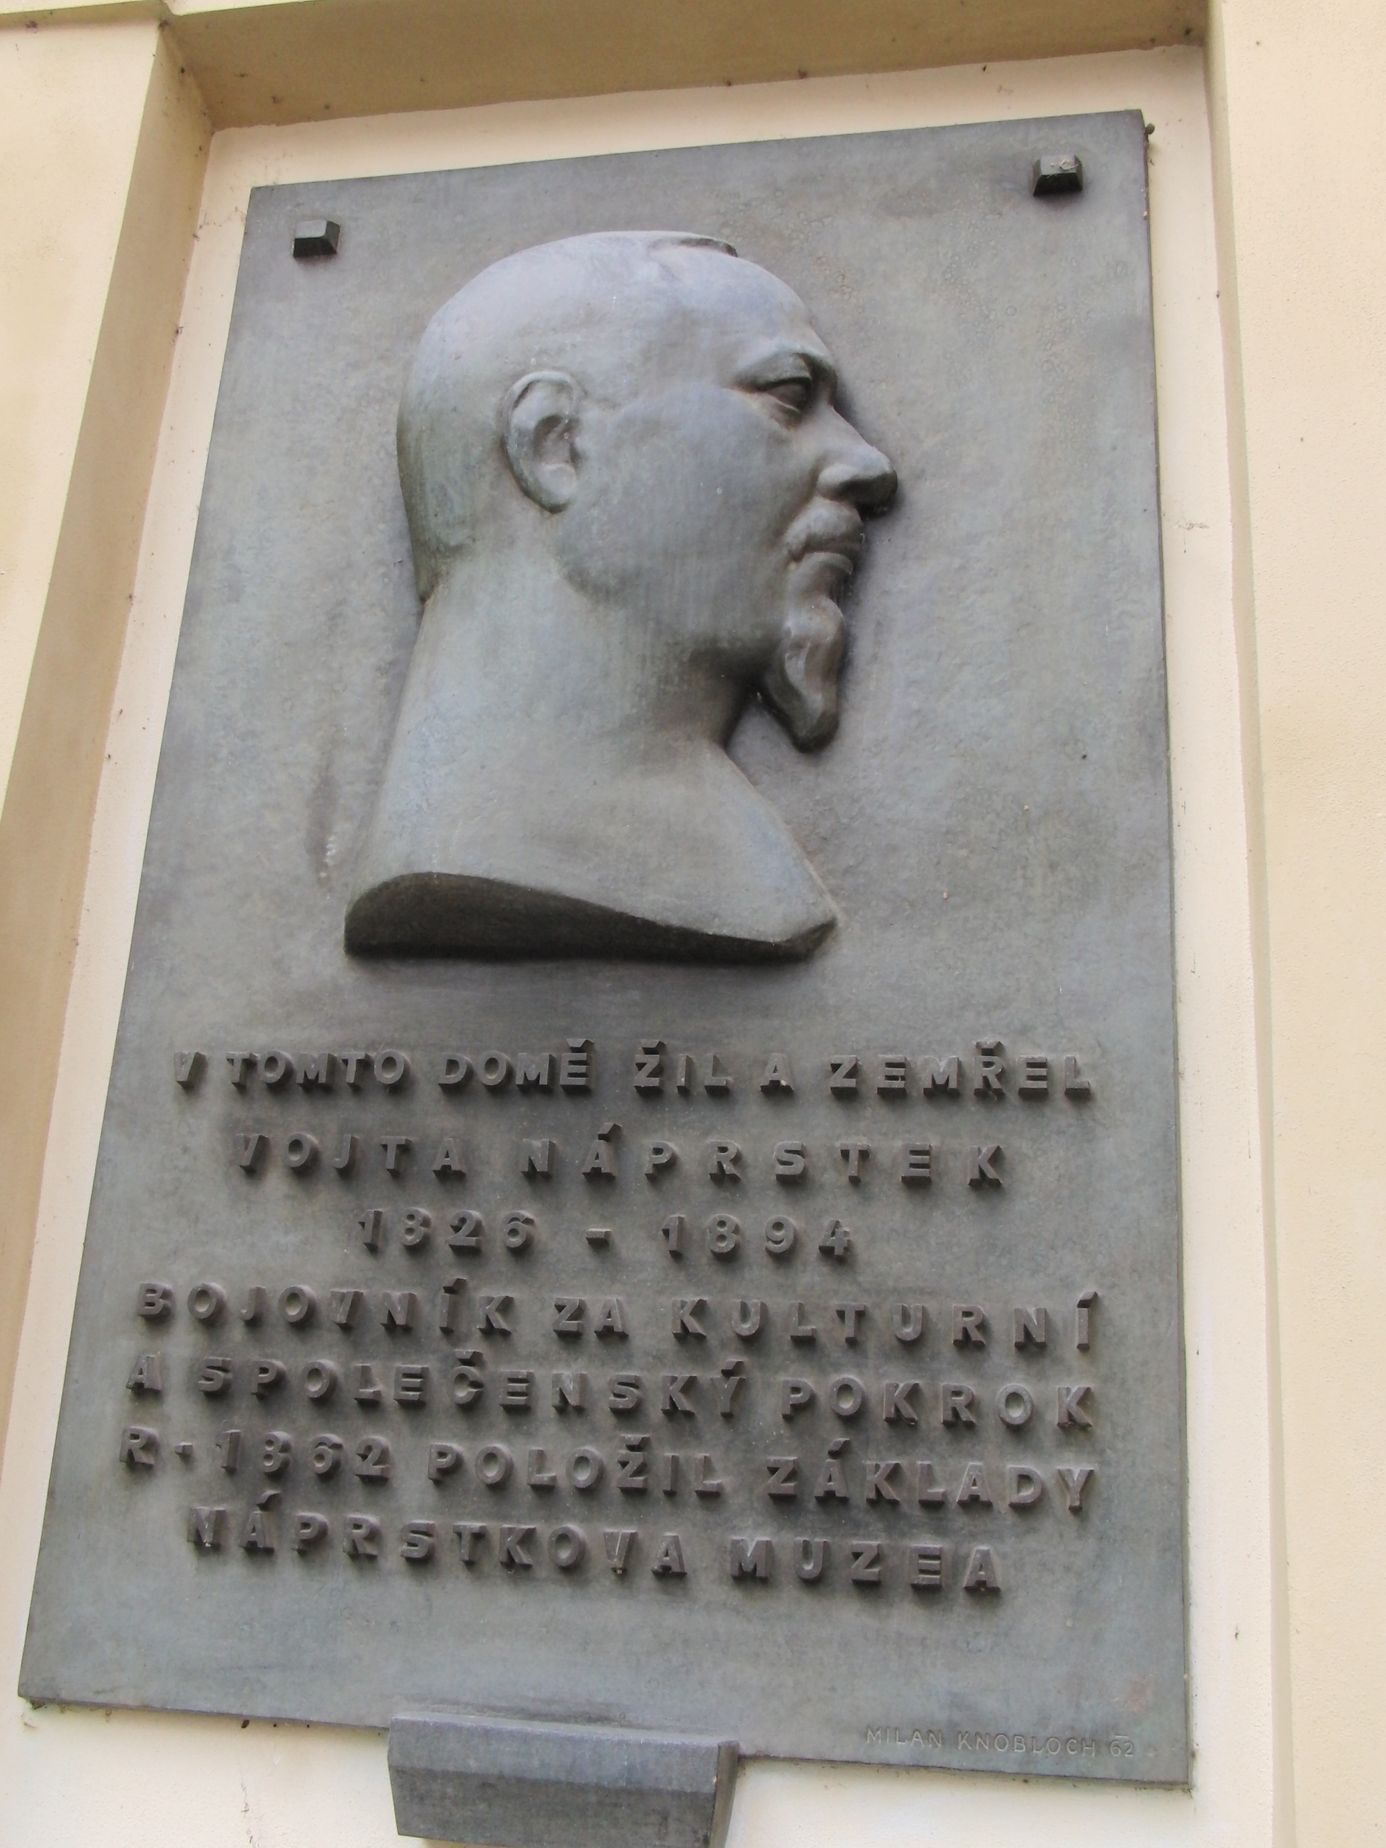 V TOMTO DOMĚ ŽIL A ZEMŘEL
VOJTA NÁPRSTEK
1826 - 1894
BOJOVNÍK ZA KULTURNÍ
A SPOLEČENSKÝ POKROK
R. 1862 POLOŽIL ZÁKLADY
NÁPRSTKOVA MUZEA
MILAN KNOBLOCH 62